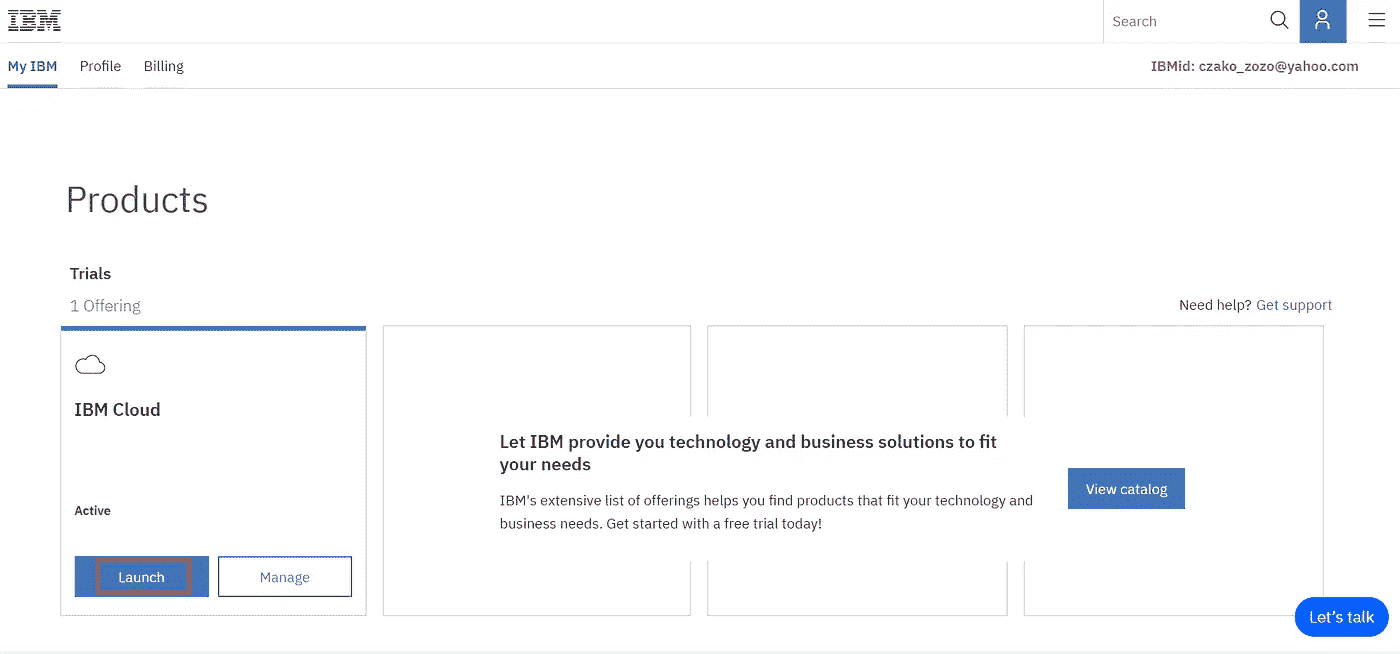 IBM
Search
My IBM Profile Billing
IBMid: czako_zozo@yahoo.com
Products
Trials
1 Offering
Need help? Get support
IBM Cloud
Active
Launch
Manage
Let IBM provide you technology and business solutions to fit
your needs
IBM's extensive list of offerings helps you find products that fit your technology and
business needs. Get started with a free trial today!
View catalog
Let's talk